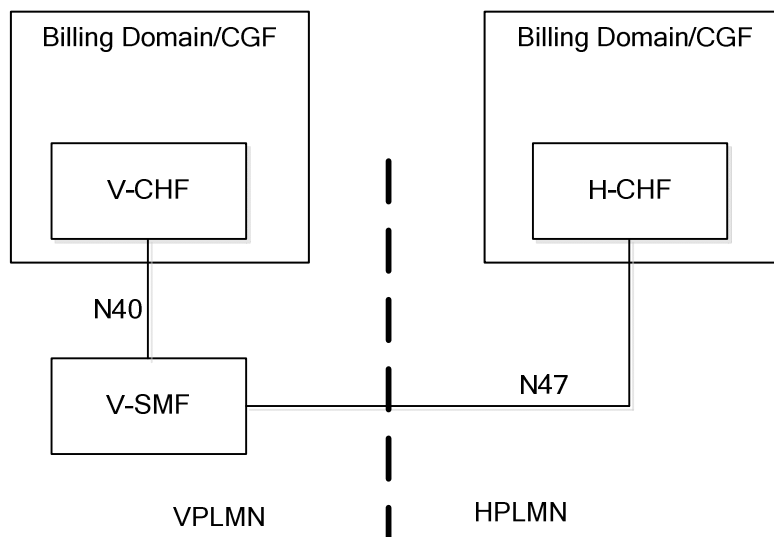 Billing Domain/CGF
Billing Domain/CGF
V-CHF
H-CHF
N40
V-SMF
N47
VPLMN
HPLMN